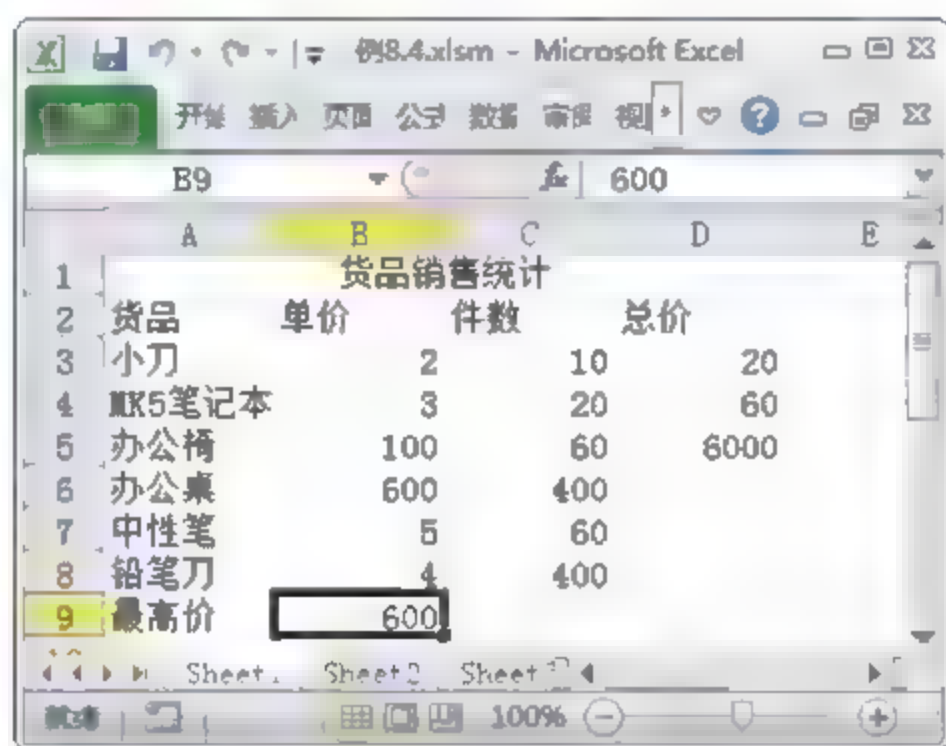 例8.4.xlsm - Microsoft Excel
开始 插入 页面 公式 数据 审阅 视图
B9 fx 600
A B C D E
1 货品销售统计
2 货品 单价 件数 总价
3 小刀 2 10 20
4 MK5笔记本 3 20 60
5 办公椅 100 60 6000
6 办公桌 600 400
7 中性笔 5 60
8 铅笔刀 4 400
9 最高价 600
Sheet Sheet2 Sheet
100%